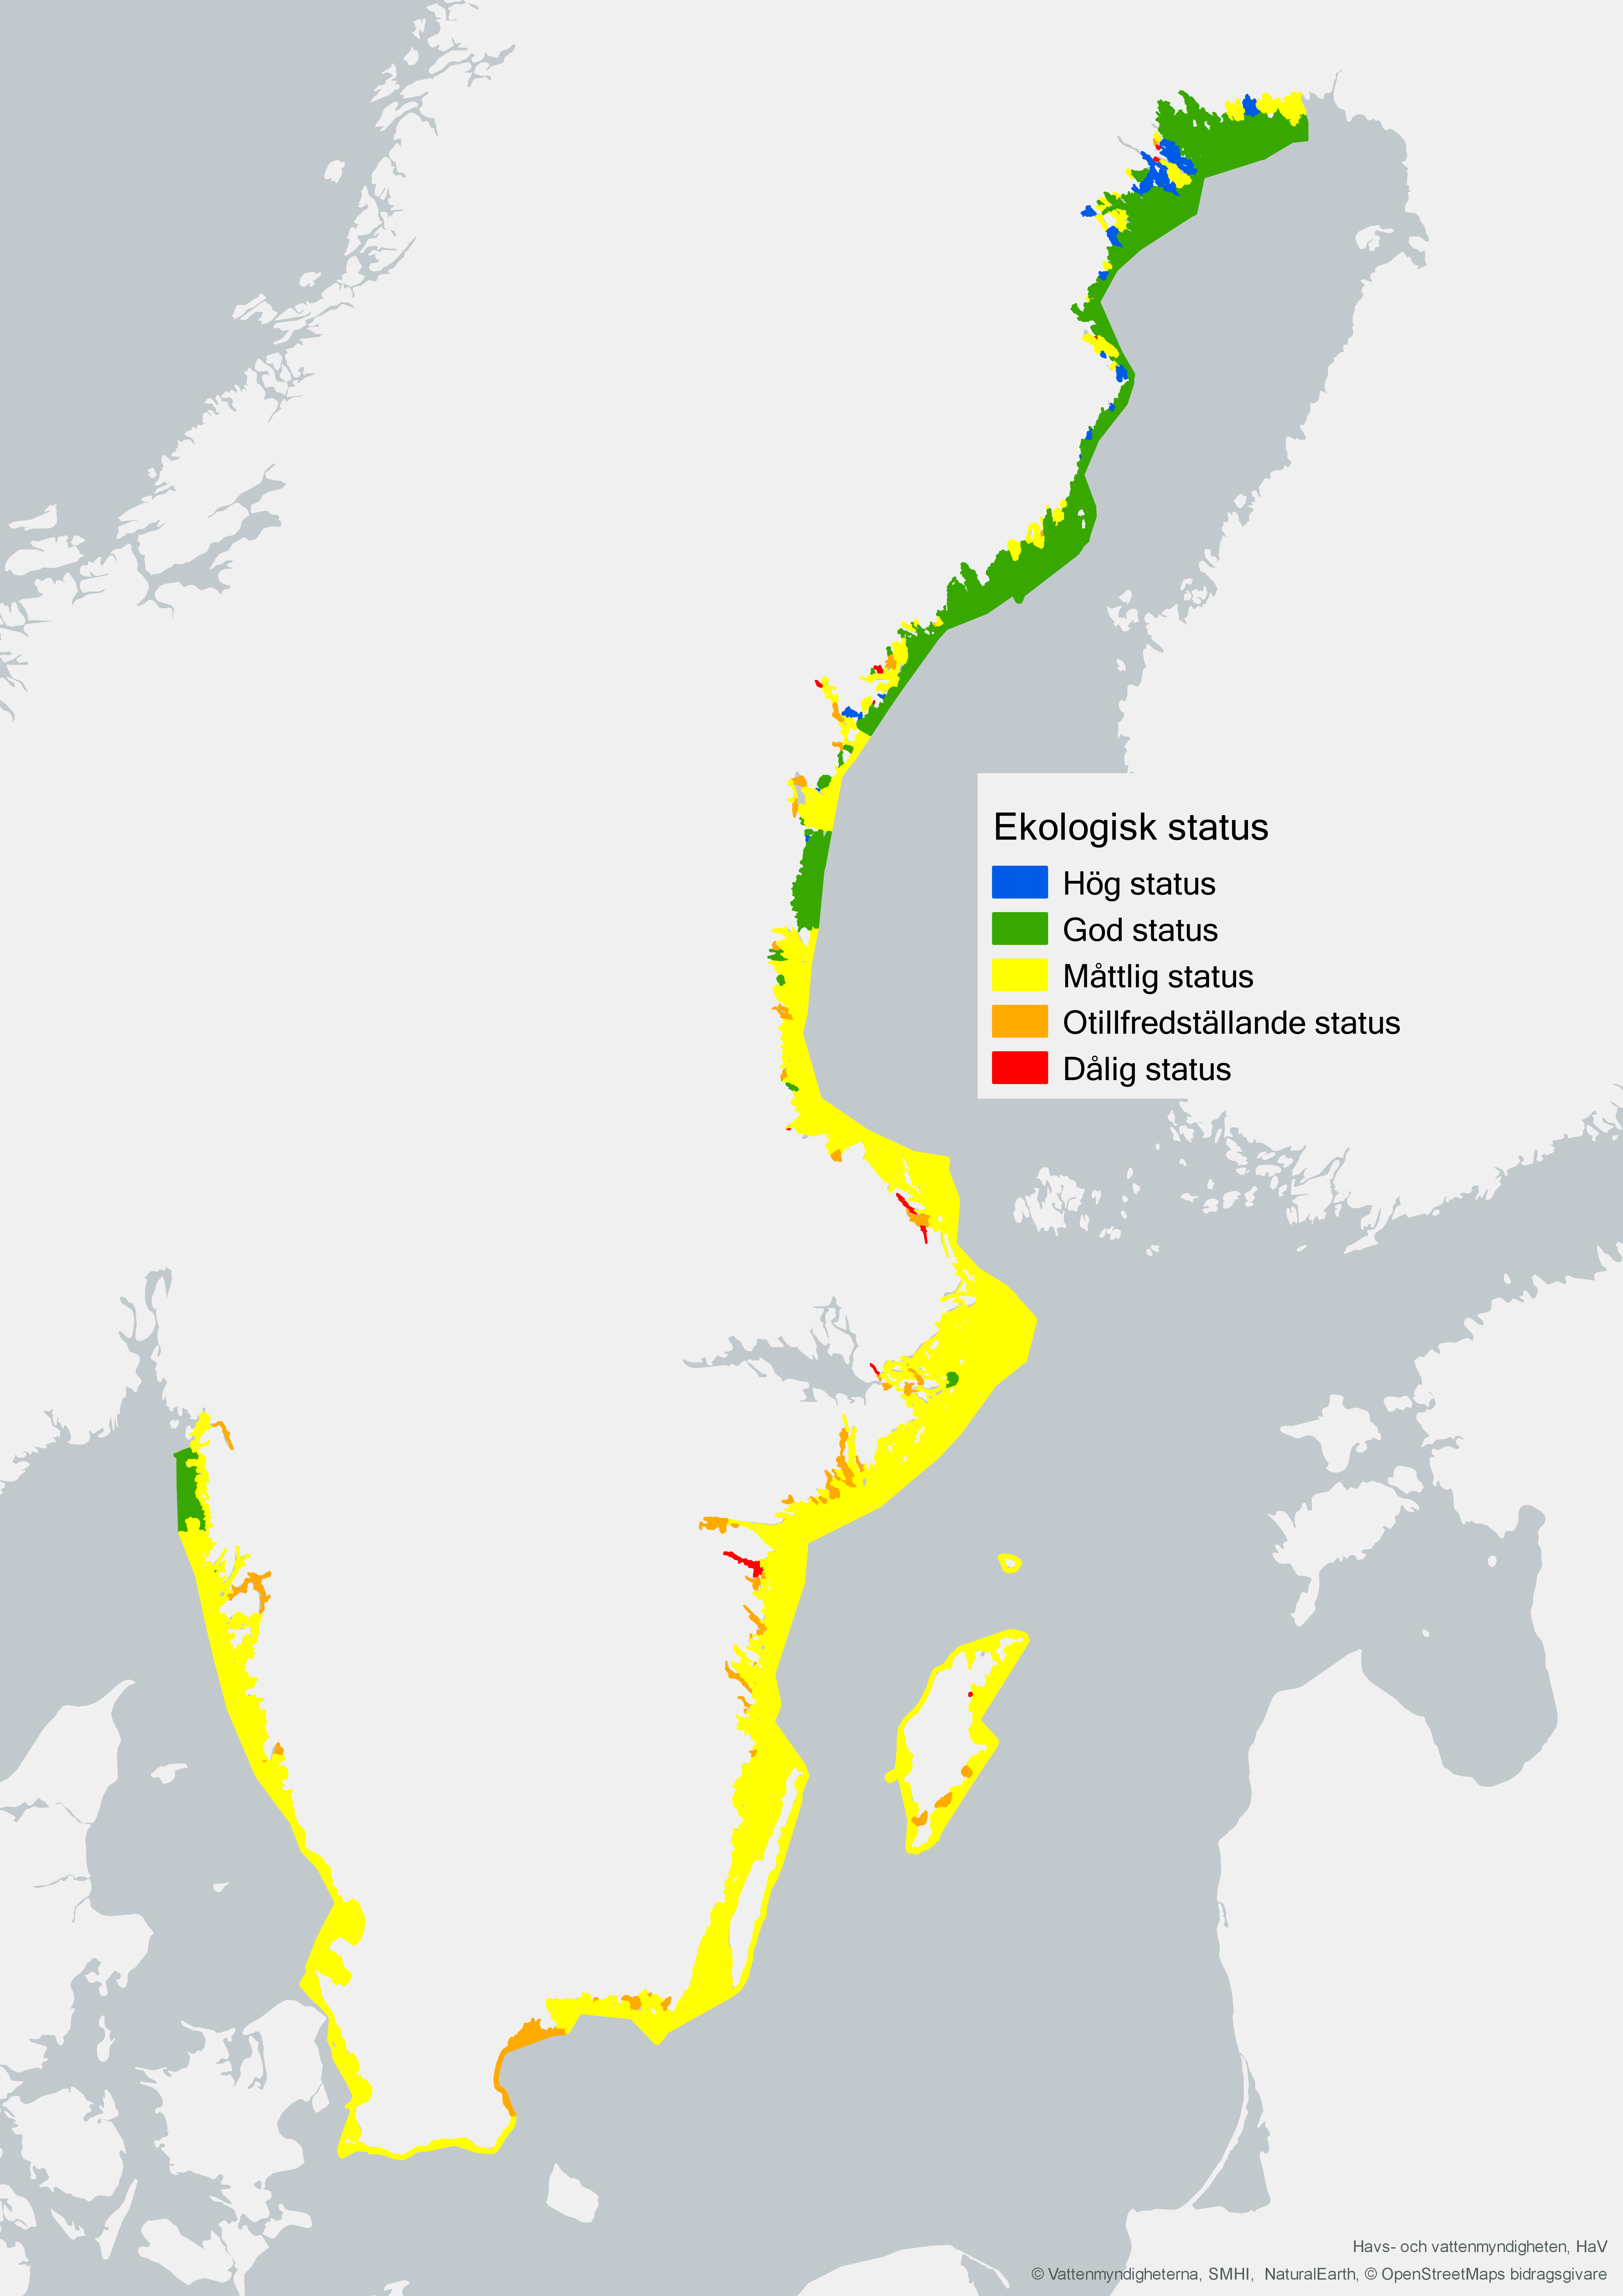 Ekologisk status
Hög status
God status
Måttlig status
Otillfredställande status
Dålig status
Havs- och vattenmyndigheten, HaV
© Vattenmyndigheterna, SMHI, NaturalEarth, © OpenStreetMaps bidragsgivare